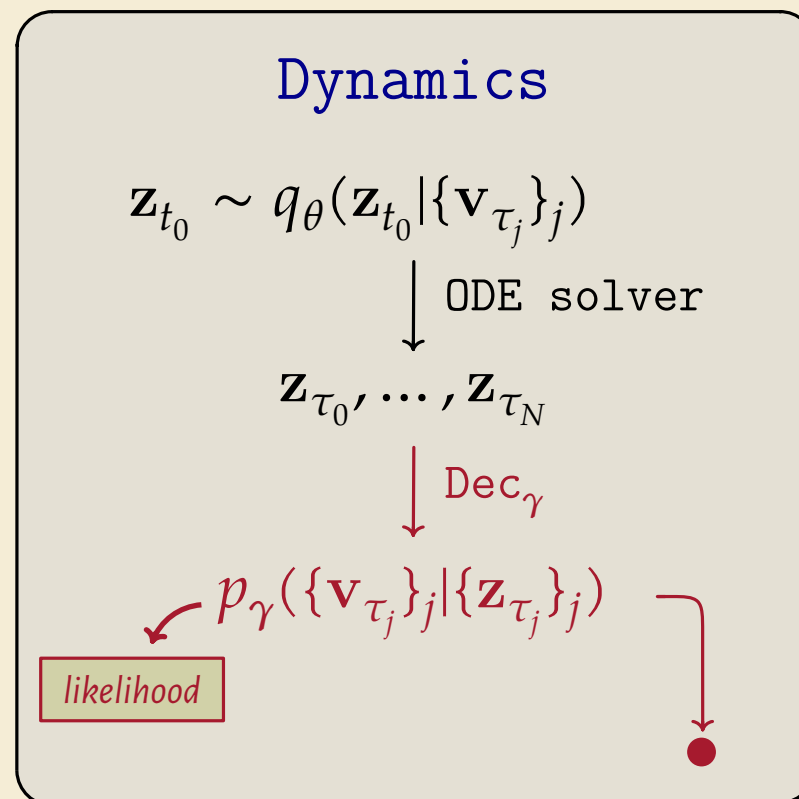 Dynamics
𝐳_{t_0} ∼ q_θ(𝐳_{t_0}|{𝐯_{τ_j}}_j)
ODE solver
𝐳_{τ_0}, … , 𝐳_{τ_N}
Dec_γ
p_γ({𝐯_{τ_j}}_j|{𝐳_{τ_j}}_j)
likelihood